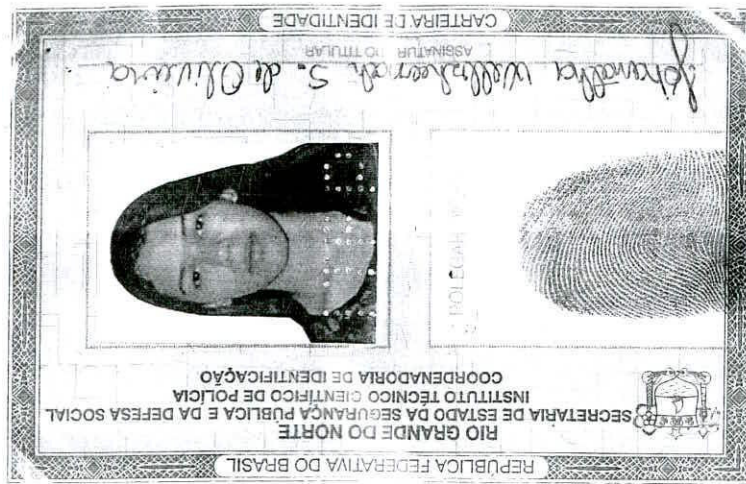 REPÚBLICA FEDERATIVA DO BRASIL
RIO GRANDE DO NORTE
SECRETARIA DE ESTADO DA SEGURANÇA PÚBLICA E DA DEFESA SOCIAL
INSTITUTO TÉCNICO CIENTÍFICO DE POLÍCIA
COORDENADORIA DE IDENTIFICAÇÃO
POLEGAR
S. de Oliveira
ASSINATURA DO TITULAR
CARTEIRA DE IDENTIDADE